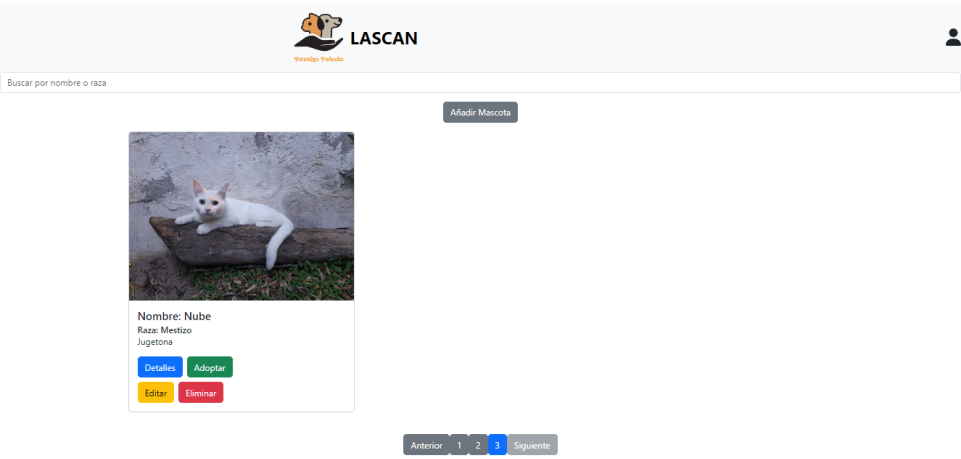 LASCAN
Buscar por nombre o raza
Añadir Mascota
Nombre: Nube
Raza: Mestizo
Jugetona
Detalles Adoptar
Editar Eliminar
Anterior 1 2 3 Siguiente